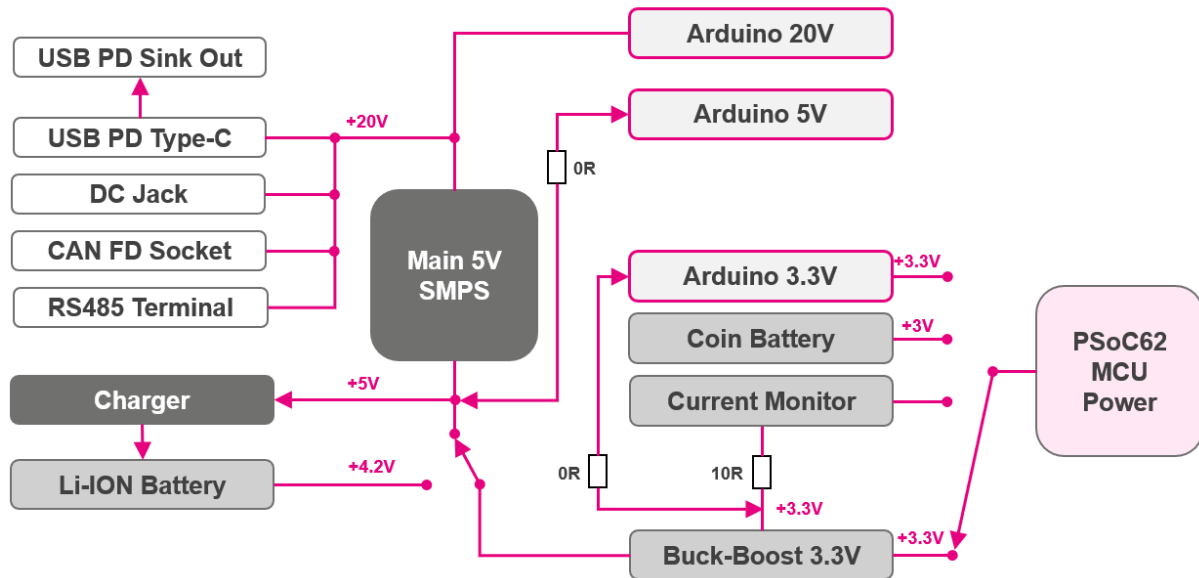 USB PD Sink Out
Arduino 20V
USB PD Type-C
+20V
Arduino 5V
0R
DC Jack
CAN FD Socket
RS485 Terminal
Main 5V
SMPS
Arduino 3.3V
+3.3V
Coin Battery
+3V
Current Monitor
PSoC62
MCU
Power
Charger
+5V
Li-ION Battery
+4.2V
0R
10R
+3.3V
Buck-Boost 3.3V
+3.3V